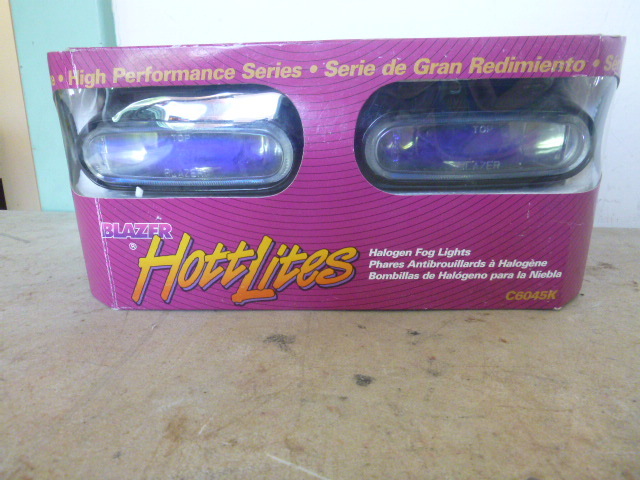 • High Performance Series • Serie de Gran Redimiento •
TOP
BLAZER
TOP
BLAZER
BLAZER ®
HottLites
Halogen Fog Lights
Phares Antibrouillards à Halogène
Bombillas de Halógeno para la Niebla
C6045K